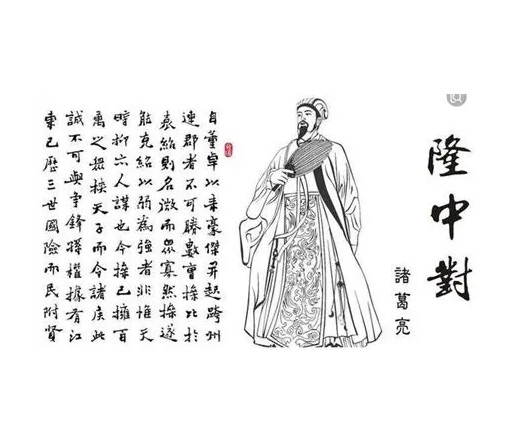 隆中對
諸葛亮
自董卓以來豪傑并起跨州
連郡者不可勝數曹操比於
袁紹則名微而眾寡然操遂
能克紹以弱為強者非惟天
時抑亦人謀也今操已擁百
萬之眾挾天子而令諸侯此
誠不可與爭鋒孫權據有江
東已歷三世國險而民附賢